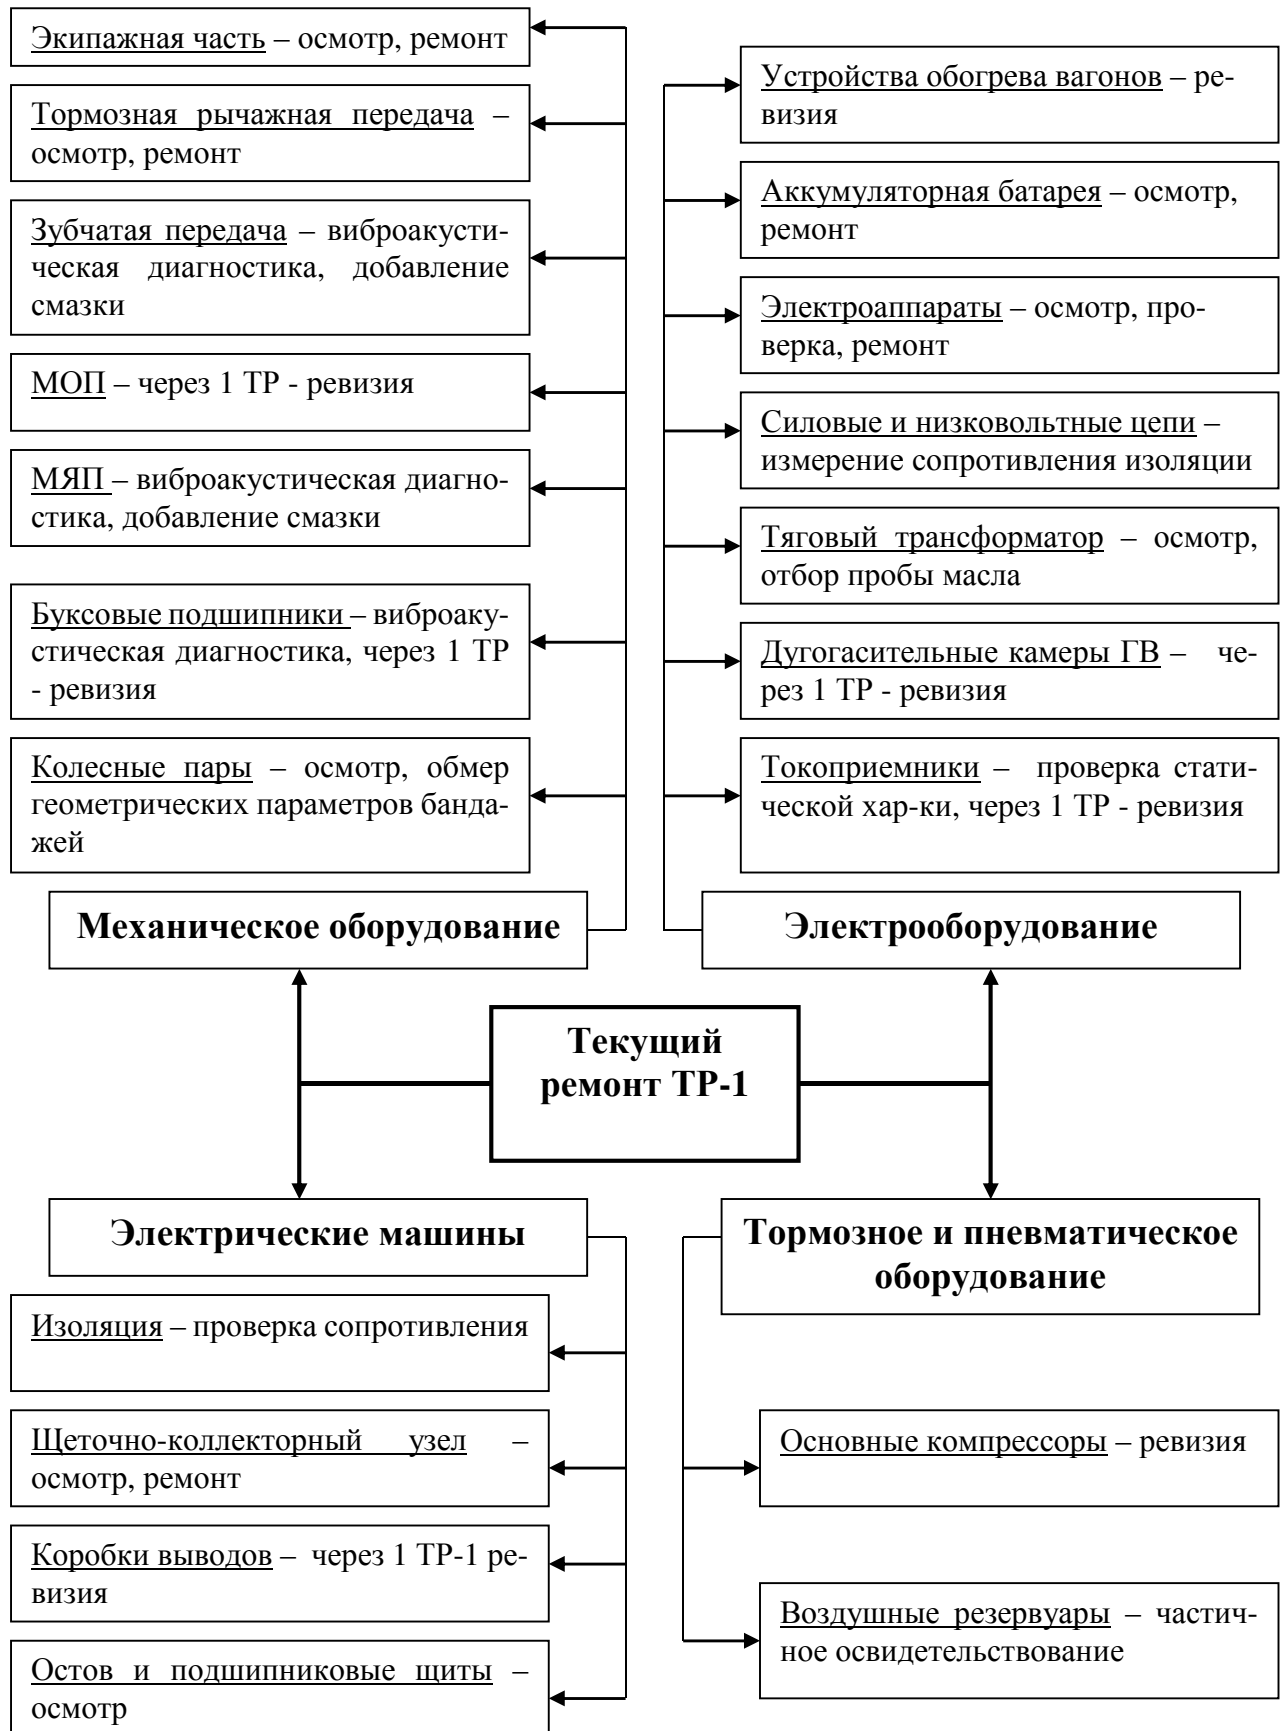 Экипажная часть – осмотр, ремонт
Тормозная рычажная передача –
осмотр, ремонт
Зубчатая передача – виброакусти-
ческая диагностика, добавление
смазки
МОП – через 1 ТР - ревизия
МЯП – виброакустическая диагно-
стика, добавление смазки
Буксовые подшипники – виброаку-
стическая диагностика, через 1 ТР
- ревизия
Колесные пары – осмотр, обмер
геометрических параметров банда-
жей
Механическое оборудование
Устройства обогрева вагонов – ре-
визия
Аккумуляторная батарея – осмотр,
ремонт
Электроаппараты – осмотр, про-
верка, ремонт
Силовые и низковольтные цепи –
измерение сопротивления изоляции
Тяговый трансформатор – осмотр,
отбор пробы масла
Дугогасительные камеры ГВ – че-
рез 1 ТР - ревизия
Токоприемники – проверка стати-
ческой хар-ки, через 1 ТР - ревизия
Электрооборудование
Текущий
ремонт ТР-1
Электрические машины
Изоляция – проверка сопротивления
Щеточно-коллекторный узел –
осмотр, ремонт
Коробки выводов – через 1 ТР-1 ре-
визия
Остов и подшипниковые щиты –
осмотр
Тормозное и пневматическое
оборудование
Основные компрессоры – ревизия
Воздушные резервуары – частич-
ное освидетельствование